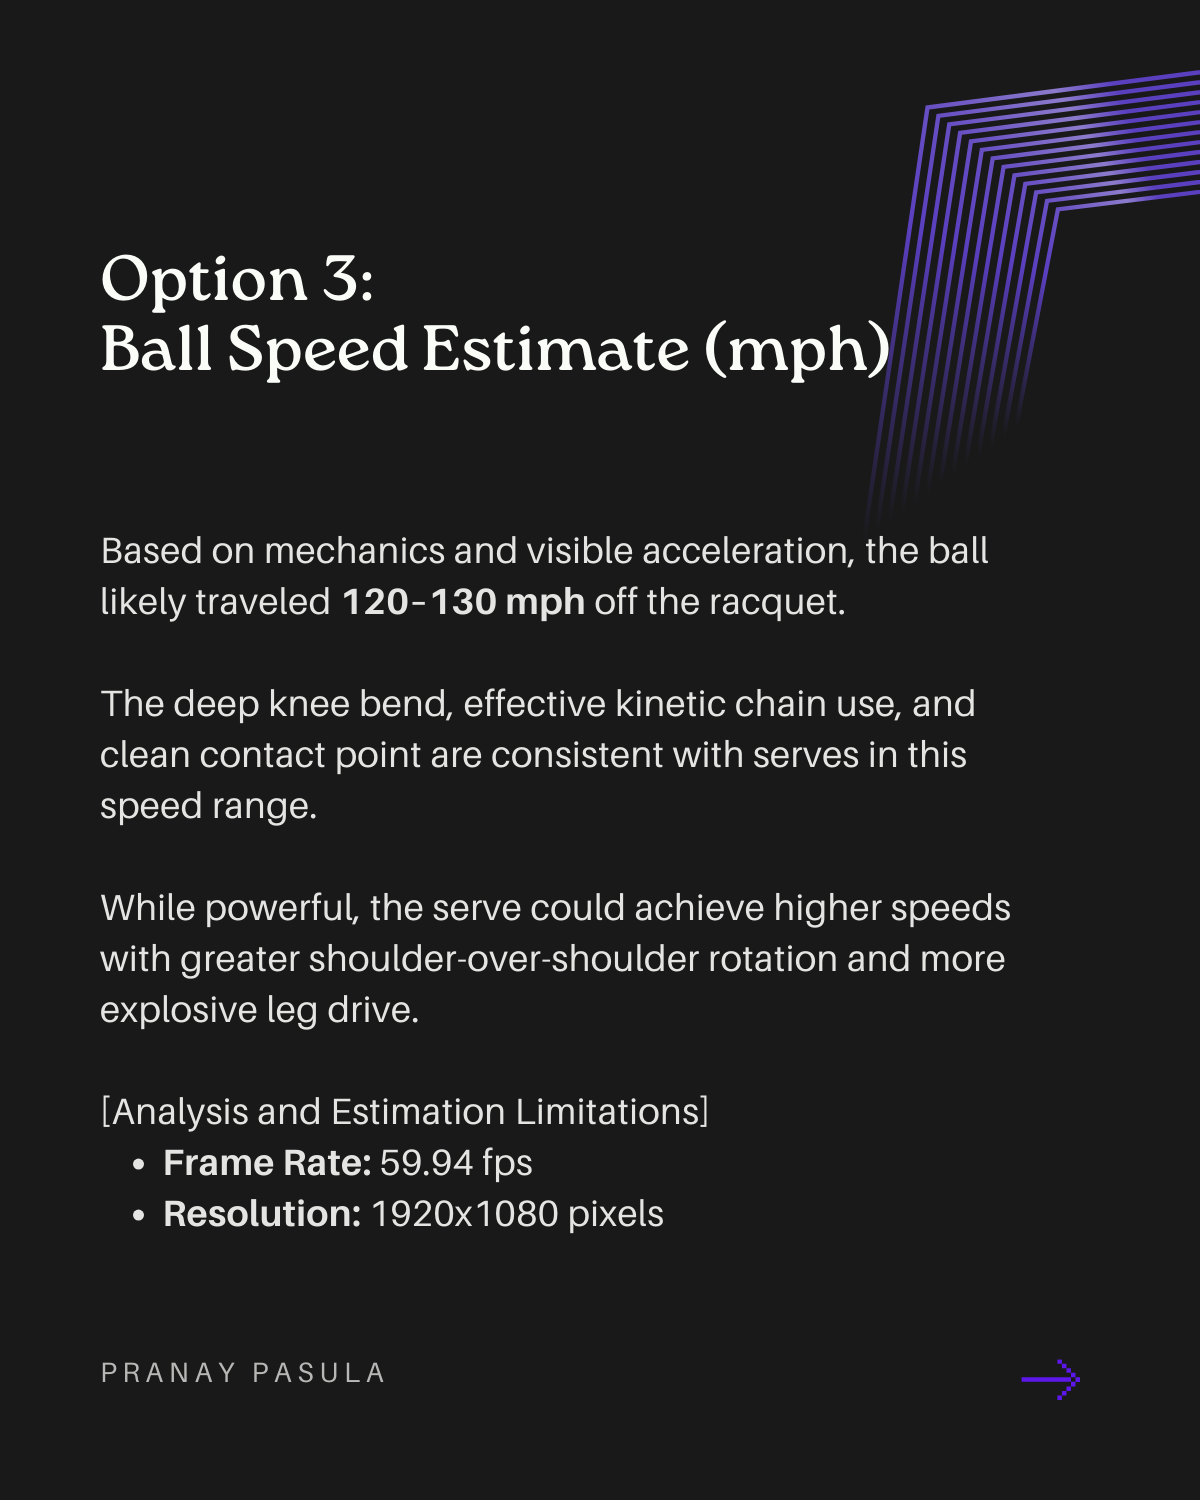 Option 3:
Ball Speed Estimate (mph)
Based on mechanics and visible acceleration, the ball
likely traveled 120–130 mph off the racquet.
The deep knee bend, effective kinetic chain use, and
clean contact point are consistent with serves in this
speed range.
While powerful, the serve could achieve higher speeds
with greater shoulder-over-shoulder rotation and more
explosive leg drive.
[Analysis and Estimation Limitations]
• Frame Rate: 59.94 fps
• Resolution: 1920x1080 pixels
PRANAY PASULA